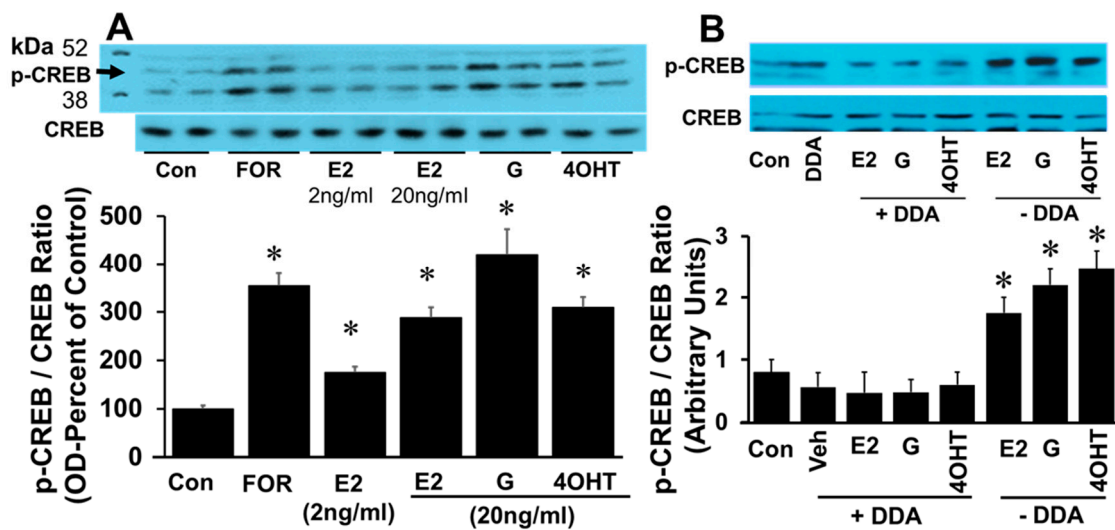 A
kDa 52
p-CREB
38
CREB
Con FOR E2 E2 G 4OHT
2ng/ml 20ng/ml
p-CREB / CREB Ratio
(OD-Percent of Control)
500
400
300
200
100
0
* * * * *
Con FOR E2 E2 G 4OHT
(2ng/ml) (20ng/ml)
B
p-CREB
CREB
Con DDA E2 G 4OHT E2 G 4OHT
+ DDA - DDA
p-CREB / CREB Ratio
(Arbitrary Units)
3
2
1
0
* * *
Con Veh E2 G 4OHT E2 G 4OHT
+ DDA - DDA